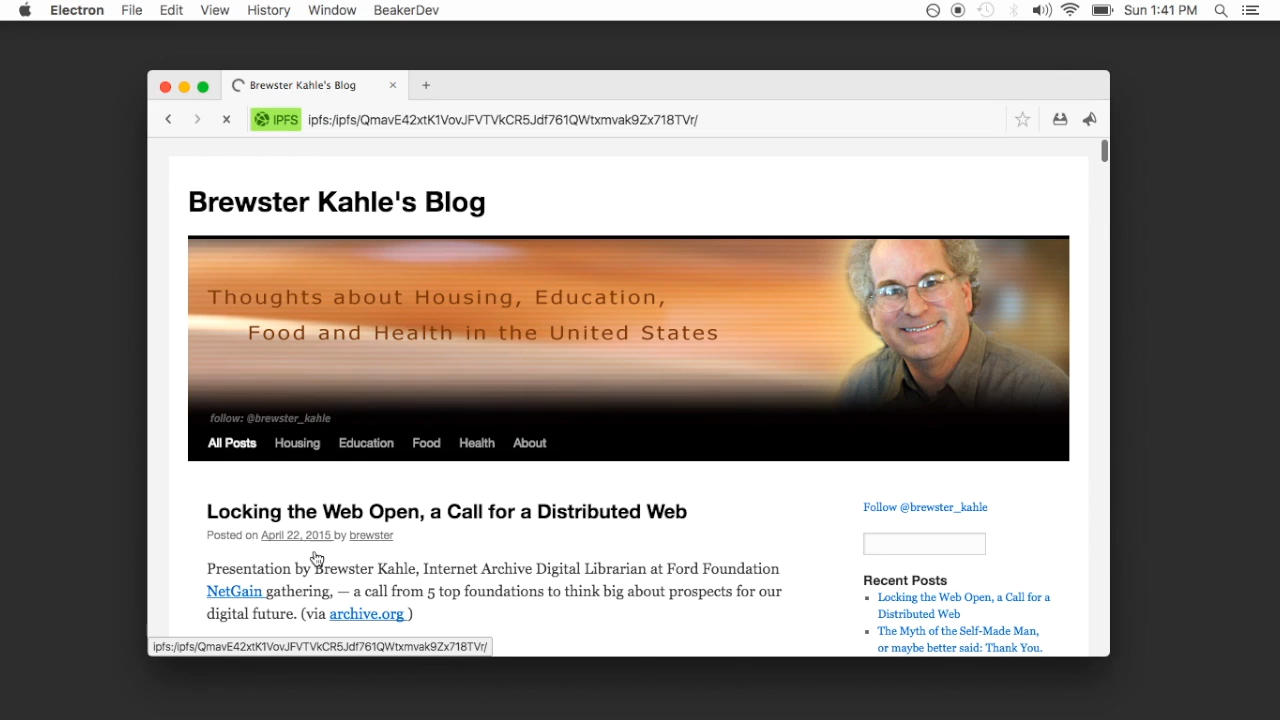 Electron File Edit View History Window BeakerDev
Sun 1:41 PM
Brewster Kahle's Blog
IPFS ipfs:/ipfs/QmavE42xtK1VovJFVTVkCR5Jdf761QWtxmvak9Zx718TVr/
Brewster Kahle's Blog
Thoughts about Housing, Education,
Food and Health in the United States
follow: @brewster_kahle
All Posts Housing Education Food Health About
Locking the Web Open, a Call for a Distributed Web
Posted on April 22, 2015 by brewster
Presentation by Brewster Kahle, Internet Archive Digital Librarian at Ford Foundation
NetGain gathering, — a call from 5 top foundations to think big about prospects for our
digital future. (via archive.org )
Follow @brewster_kahle
Recent Posts
Locking the Web Open, a Call for a
Distributed Web
The Myth of the Self-Made Man,
or maybe better said: Thank You.
ipfs:/ipfs/QmavE42xtK1VovJFVTVkCR5Jdf761QWtxmvak9Zx718TVr/